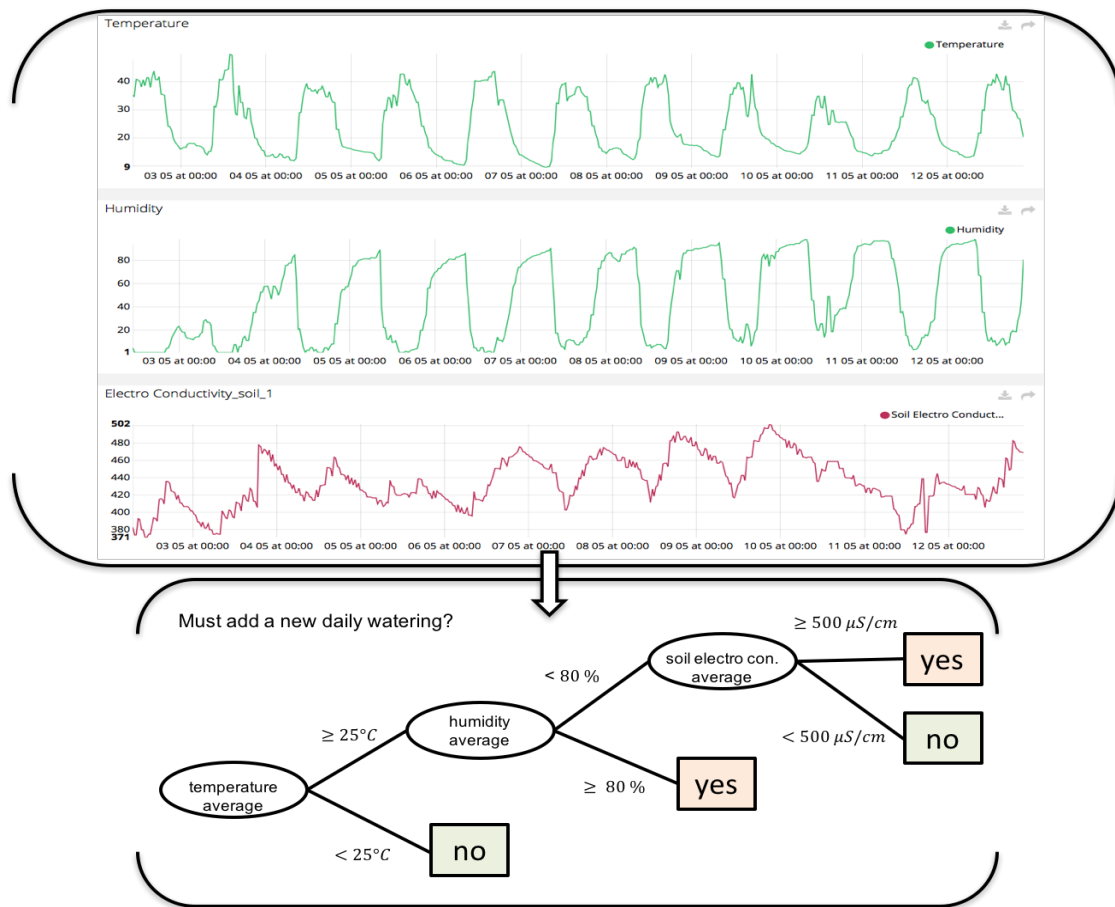 Temperature
Temperature
40
30
20
9
03 05 at 00:00 04 05 at 00:00 05 05 at 00:00 06 05 at 00:00 07 05 at 00:00 08 05 at 00:00 09 05 at 00:00 10 05 at 00:00 11 05 at 00:00 12 05 at 00:00
Humidity
Humidity
80
60
40
20
1
03 05 at 00:00 04 05 at 00:00 05 05 at 00:00 06 05 at 00:00 07 05 at 00:00 08 05 at 00:00 09 05 at 00:00 10 05 at 00:00 11 05 at 00:00 12 05 at 00:00
Electro Conductivity_soil_1
Soil Electro Conduct...
502
480
460
440
420
400
380
371
03 05 at 00:00 04 05 at 00:00 05 05 at 00:00 06 05 at 00:00 07 05 at 00:00 08 05 at 00:00 09 05 at 00:00 10 05 at 00:00 11 05 at 00:00 12 05 at 00:00
Must add a new daily watering?
≥ 500 μS/cm
yes
soil electro con.
average
< 80 %
< 500 μS/cm
no
humidity
average
≥ 25°C
≥ 80 %
yes
temperature
average
< 25°C
no